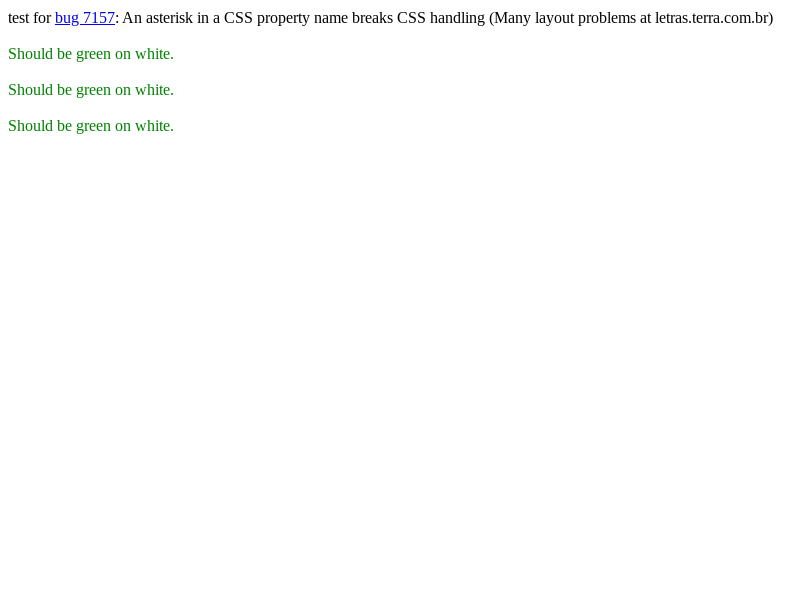 test for bug 7157: An asterisk in a CSS property name breaks CSS handling (Many layout problems at letras.terra.com.br)
Should be green on white.
Should be green on white.
Should be green on white.